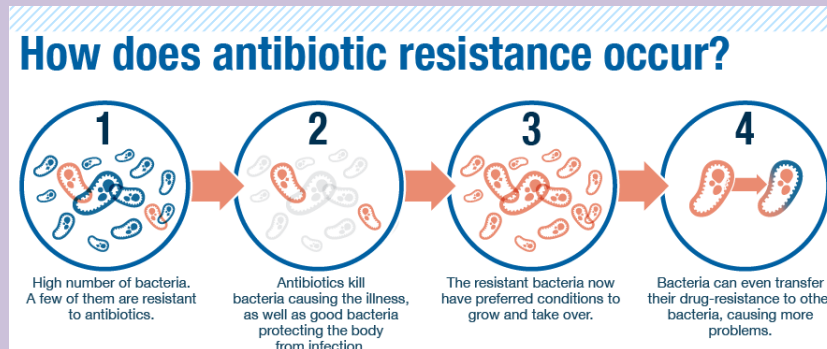 How does antibiotic resistance occur?
1
2
3
4
High number of bacteria.
A few of them are resistant
to antibiotics.
Antibiotics kill
bacteria causing the illness,
as well as good bacteria
protecting the body
from infection
The resistant bacteria now
have preferred conditions to
grow and take over.
Bacteria can even transfer
their drug-resistance to othe
bacteria, causing more
problems.